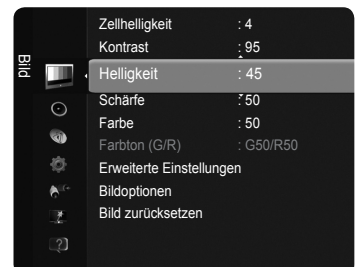 Bild
Zellhelligkeit : 4
Kontrast : 95
Helligkeit : 45
Schärfe : 50
Farbe : 50
Farbton (G/R) : G50/R50
Erweiterte Einstellungen
Bildoptionen
Bild zurücksetzen